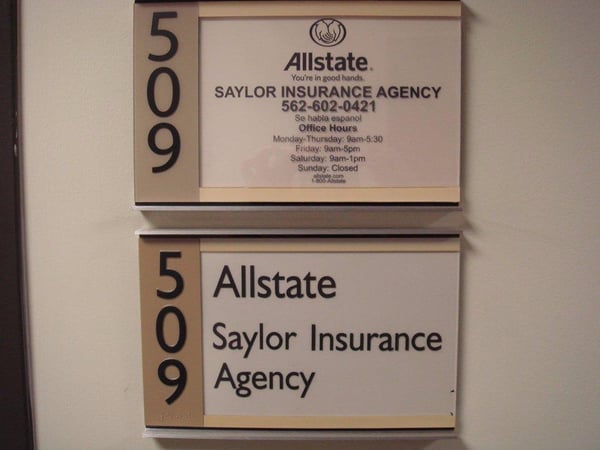 509
Allstate®
You're in good hands.
SAYLOR INSURANCE AGENCY
562-602-0421
Se habla espanol
Office Hours
Monday-Thursday: 9am-5:30
Friday: 9am-5pm
Saturday: 9am-1pm
Sunday: Closed
allstate.com
1-800-Allstate
509
Allstate
Saylor Insurance
Agency